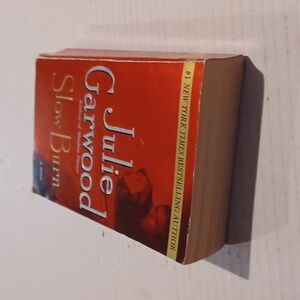 #1 NEW YORK TIMES BESTSELLING AUTHOR
Julie
Garwood
Slow Burn